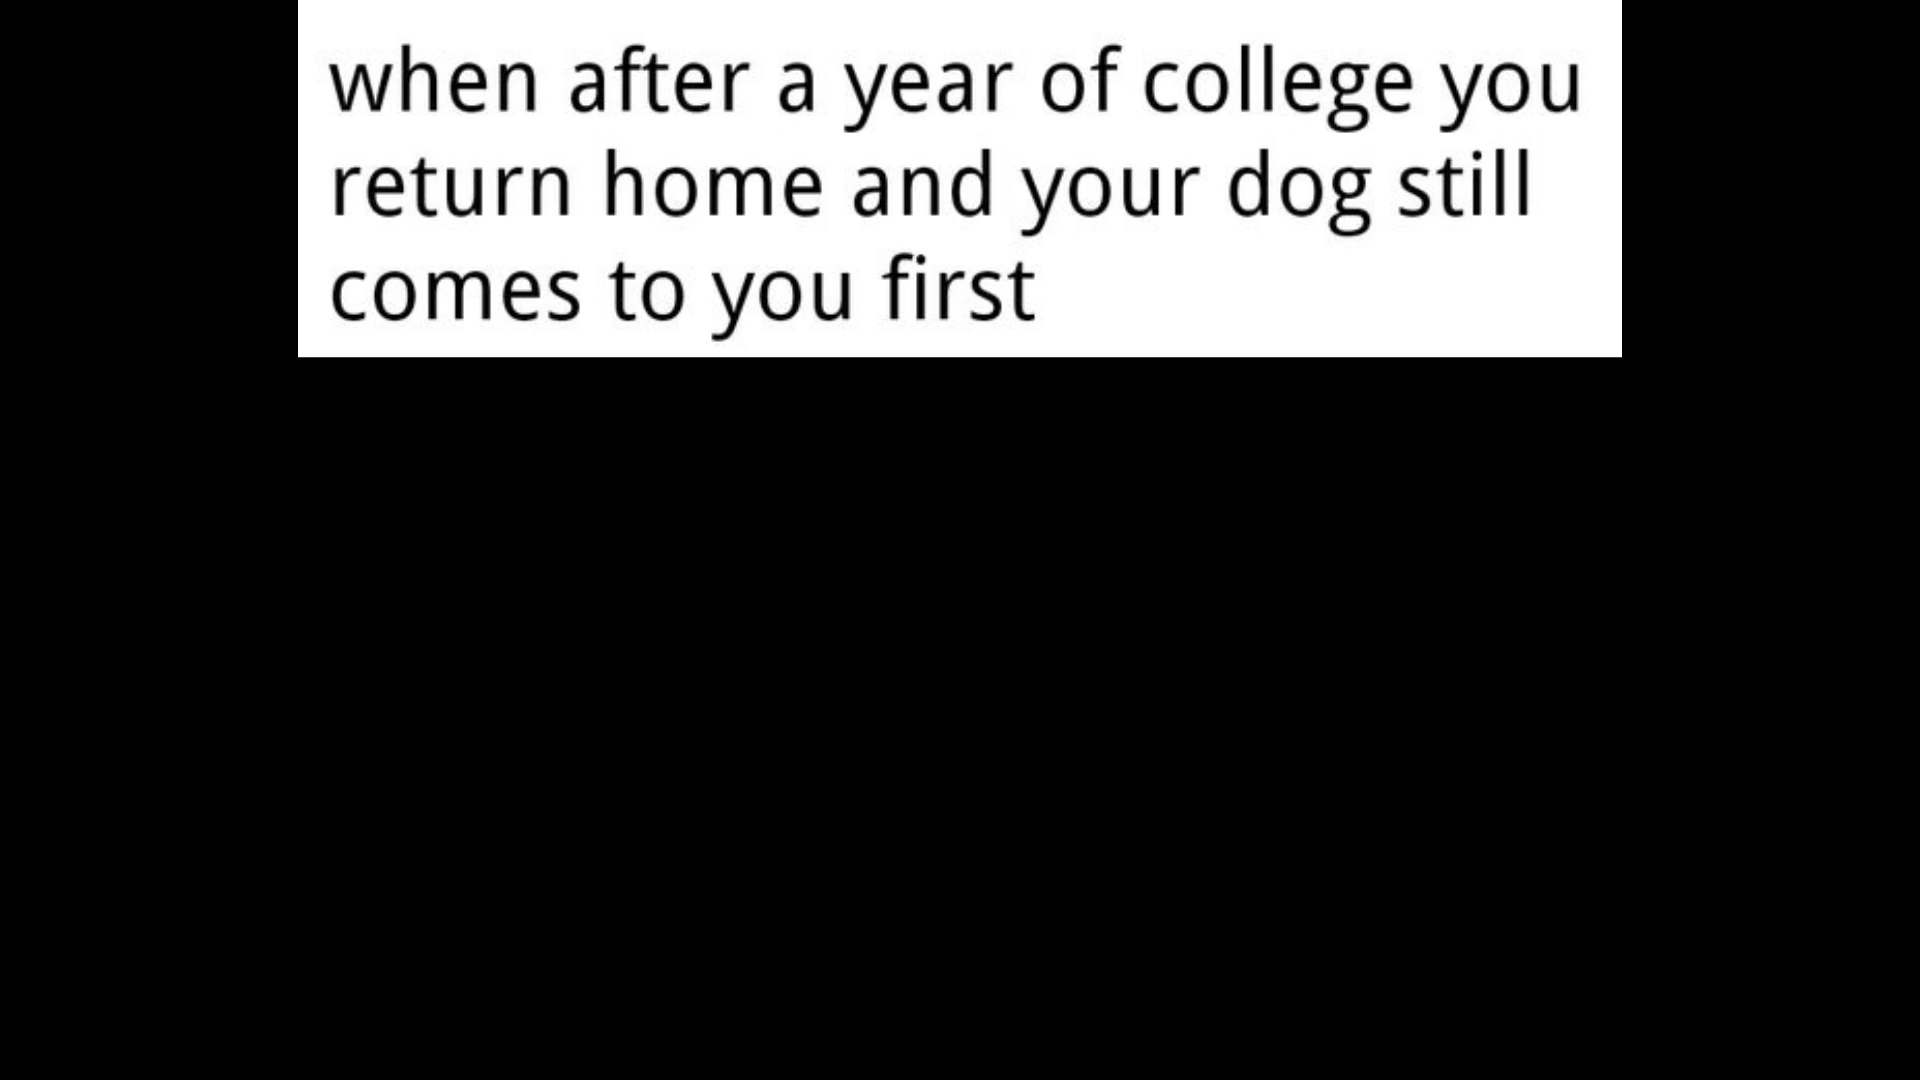 when after a year of college you
return home and your dog still
comes to you first